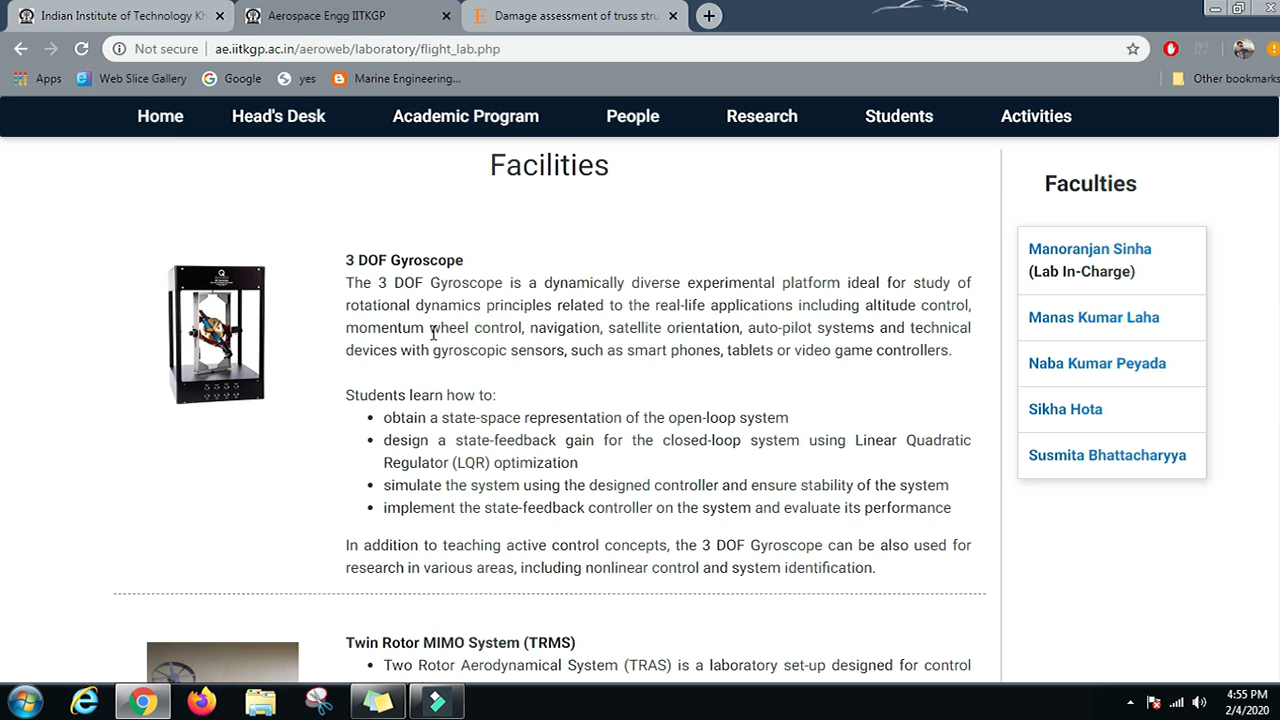 Indian Institute of Technology Kh
Aerospace Engg IITKGP
Damage assessment of truss stru
Not secure
ae.iitkgp.ac.in/aeroweb/laboratory/flight_lab.php
Apps
Web Slice Gallery
Google
yes
Marine Engineering...
Other bookmarks
Home
Head's Desk
Academic Program
People
Research
Students
Activities
Facilities
3 DOF Gyroscope
The 3 DOF Gyroscope is a dynamically diverse experimental platform ideal for study of
rotational dynamics principles related to the real-life applications including altitude control,
momentum wheel control, navigation, satellite orientation, auto-pilot systems and technical
devices with gyroscopic sensors, such as smart phones, tablets or video game controllers.
Students learn how to:
• obtain a state-space representation of the open-loop system
• design a state-feedback gain for the closed-loop system using Linear Quadratic
Regulator (LQR) optimization
• simulate the system using the designed controller and ensure stability of the system
• implement the state-feedback controller on the system and evaluate its performance
In addition to teaching active control concepts, the 3 DOF Gyroscope can be also used for
research in various areas, including nonlinear control and system identification.
Twin Rotor MIMO System (TRMS)
• Two Rotor Aerodynamical System (TRAS) is a laboratory set-up designed for control
Faculties
Manoranjan Sinha
(Lab In-Charge)
Manas Kumar Laha
Naba Kumar Peyada
Sikha Hota
Susmita Bhattacharyya
4:55 PM
2/4/2020